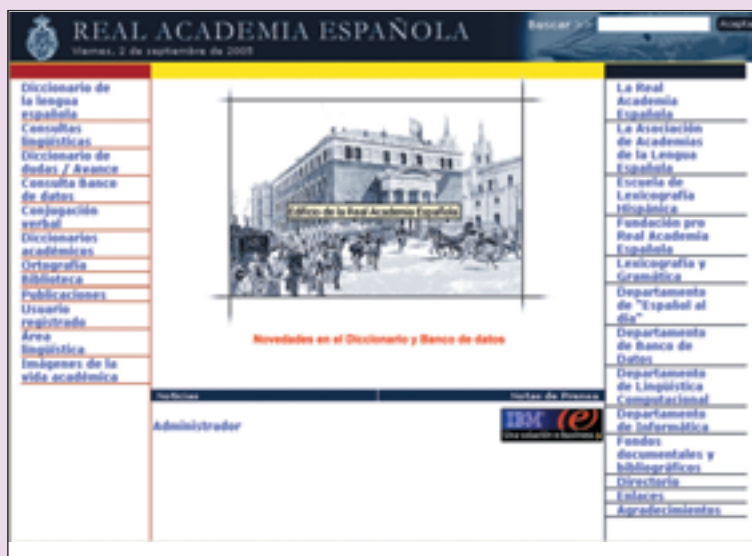 REAL ACADEMIA ESPAÑOLA
Viernes, 2 de septiembre de 2005
Buscar >>
Diccionario de
la lengua
española
Consultas
lingüísticas
Diccionario de
dudas / Avance
Consulta Banco
de datos
Conjugación
verbal
Diccionarios
académicos
Ortografía
Biblioteca
Publicaciones
Usuario
registrado
Área
lingüística
Imágenes de la
vida académica
Edificio de la Real Academia Española
Novedades en el Diccionario y Banco de datos
Noticias
Notas de Prensa
Administrador
IBM
Una solución e-business
La Real
Academia
Española
La Asociación
de Academias
de la Lengua
Española
Escuela de
Lexicografía
Hispánica
Fundación pro
Real Academia
Española
Lexicografía y
Gramática
Departamento
de "Español al
día"
Departamento
de Banco de
Datos
Departamento
de Lingüística
Computacional
Departamento
de Informática
Fondos
documentales y
bibliográficos
Directorio
Enlaces
Agradecimientos